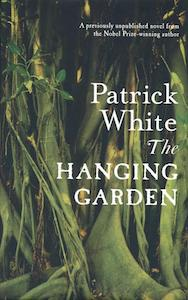 A previously unpublished novel from
the Nobel Prize-winning author
Patrick
White
The
HANGING
GARDEN